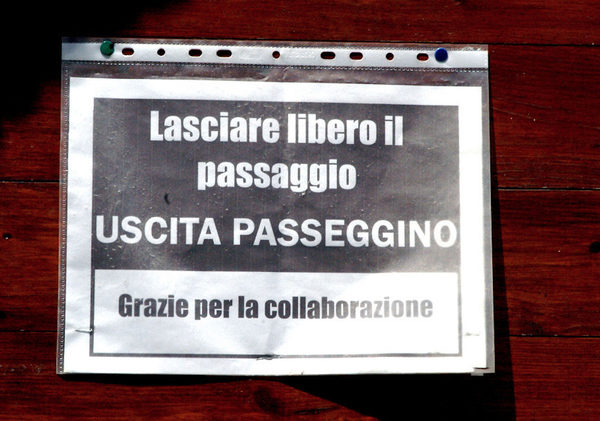 Lasciare libero il
passaggio
USCITA PASSEGGINO
Grazie per la collaborazione